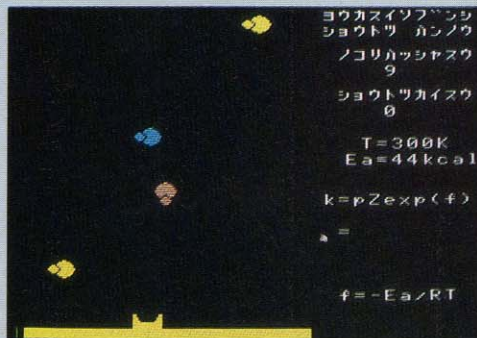 ヨウカスイソブンシ
ショウトツ ハンノウ
ノコリハッシャスウ
9
ショウトツカイスウ
0
T=300K
Ea=44kcal
k=pZexp(f)
=
f=-Ea/RT